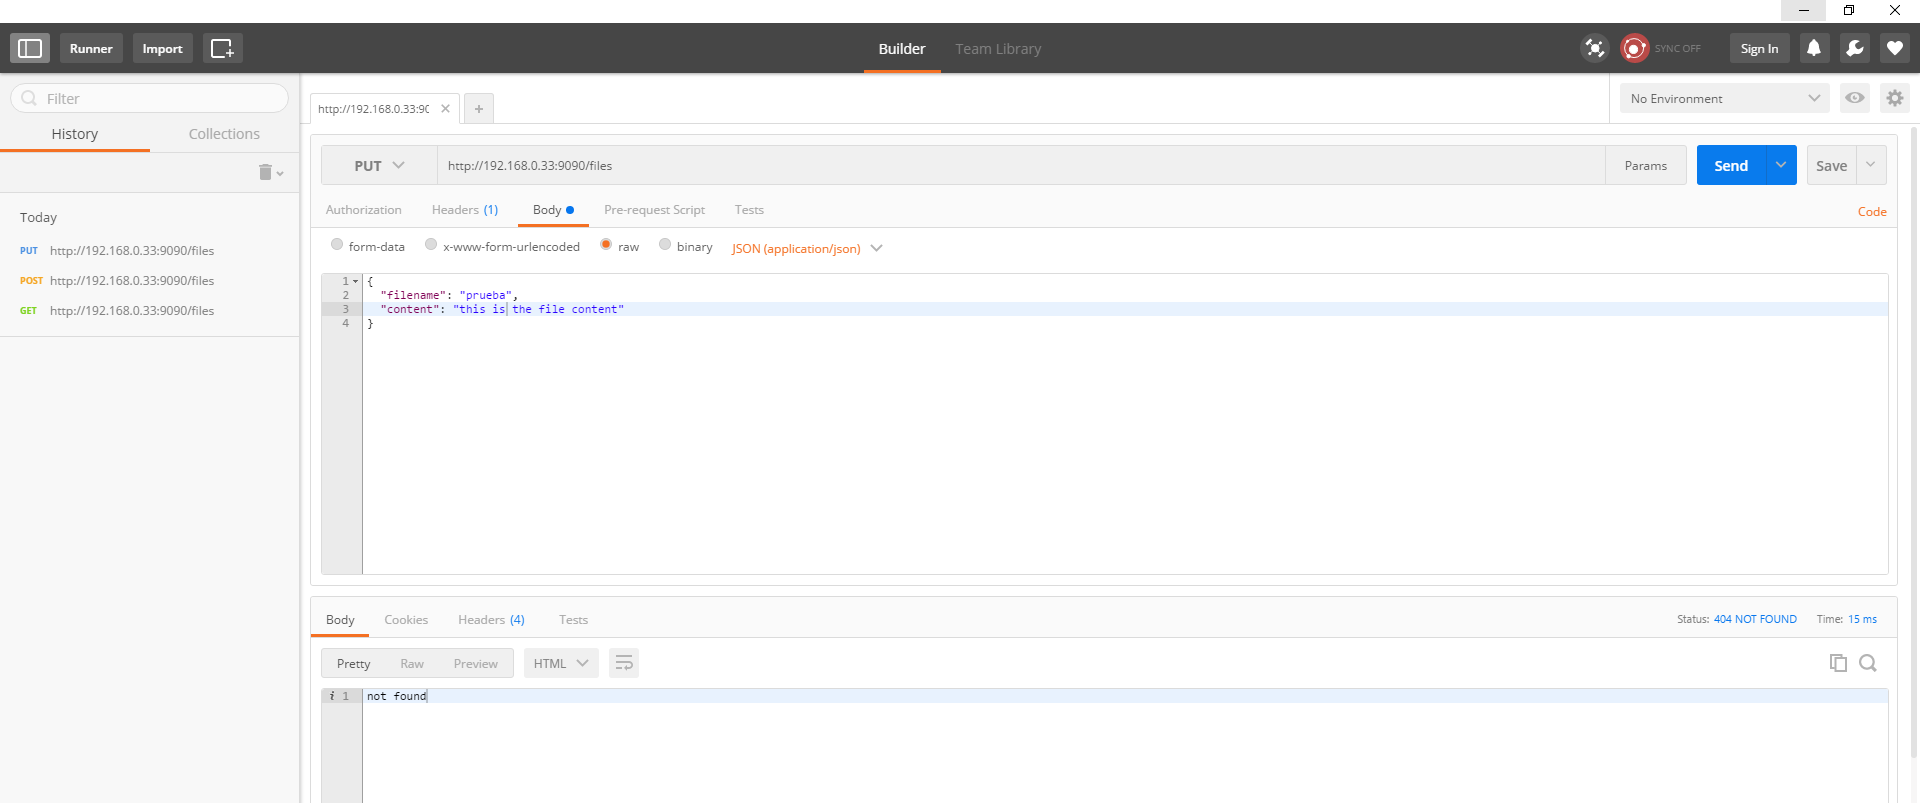 Runner Import Builder Team Library SYNC OFF Sign In
Filter
History Collections
Today
PUT http://192.168.0.33:9090/files
POST http://192.168.0.33:9090/files
GET http://192.168.0.33:9090/files
http://192.168.0.33:90 No Environment
PUT http://192.168.0.33:9090/files Params Send Save
Authorization Headers (1) Body Pre-request Script Tests Code
form-data x-www-form-urlencoded raw binary JSON (application/json)
1 {
2 "filename": "prueba",
3 "content": "this is the file content"
4 }
Body Cookies Headers (4) Tests Status: 404 NOT FOUND Time: 15 ms
Pretty Raw Preview HTML
i 1 not found